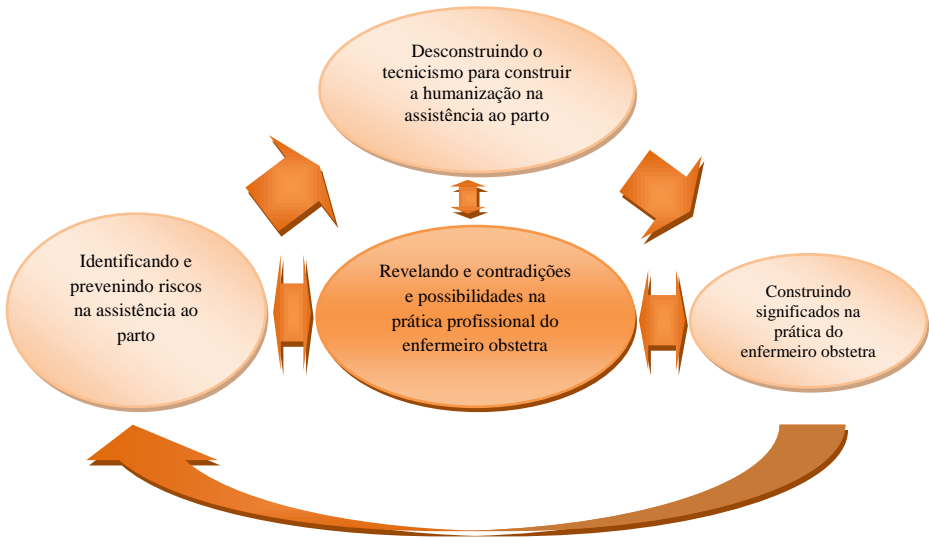 Desconstruindo o
tecnicismo para construir
a humanização na
assistência ao parto
Identificando e
prevenindo riscos
na assistência ao
parto
Revelando e contradições
e possibilidades na
prática profissional do
enfermeiro obstetra
Construindo
significados na
prática do
enfermeiro obstetra